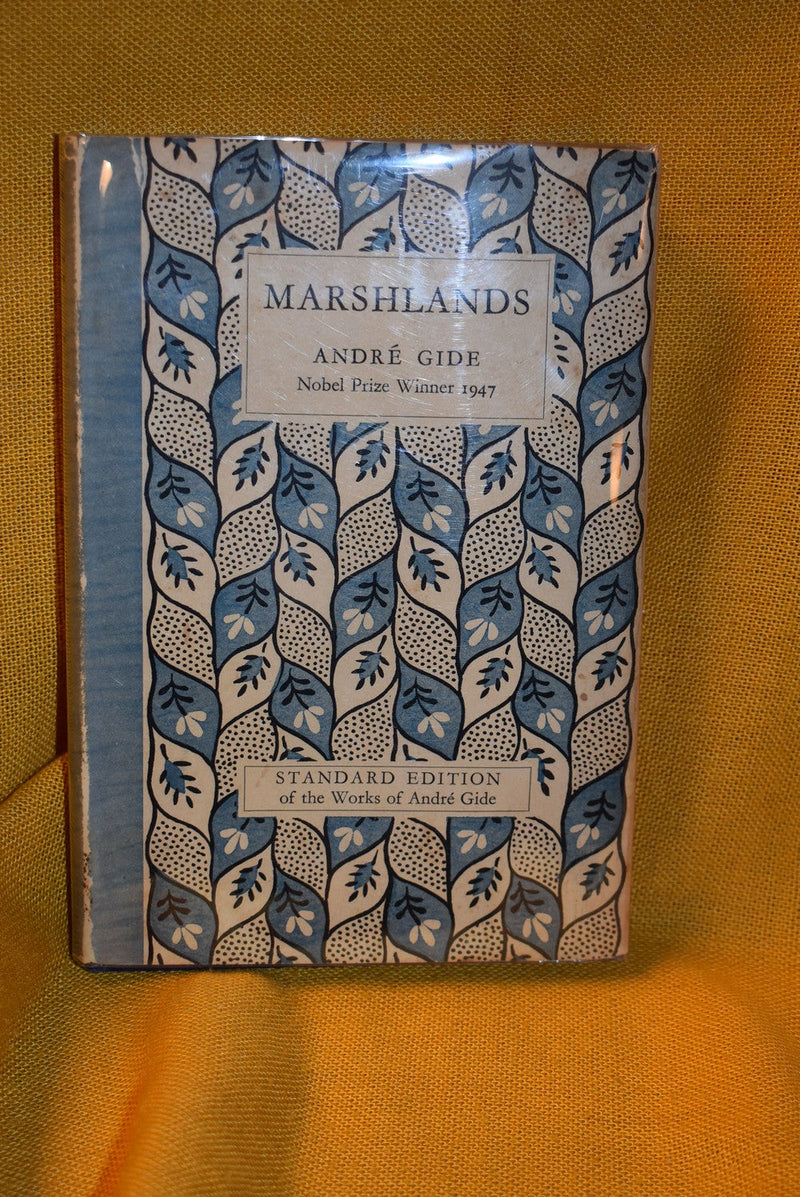 MARSHLANDS
ANDRÉ GIDE
Nobel Prize Winner 1947
STANDARD EDITION
of the Works of André Gide